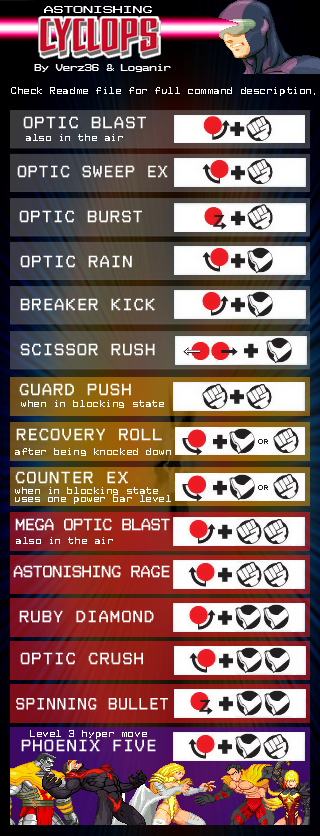 ASTONISHING
CYCLOPS
By Verz36 & Loganir
Check Readme file for full command description.
OPTIC BLAST
also in the air
OPTIC SWEEP EX
OPTIC BURST
OPTIC RAIN
BREAKER KICK
SCISSOR RUSH
GUARD PUSH
when in blocking state
RECOVERY ROLL
after being knocked down
OR
COUNTER EX
when in blocking state
uses one power bar level
OR
MEGA OPTIC BLAST
also in the air
ASTONISHING RAGE
RUBY DIAMOND
OPTIC CRUSH
SPINNING BULLET
Level 3 hyper move
PHOENIX FIVE